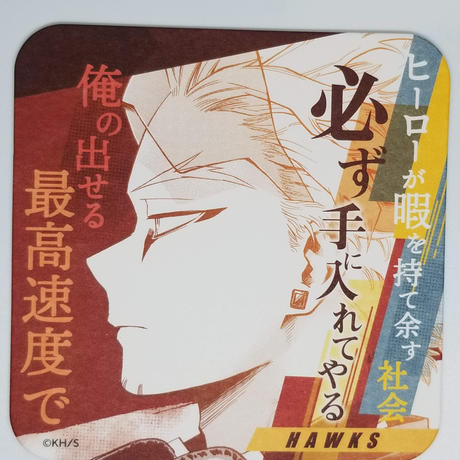 ヒーローが暇を持て余す
社会
必ず手に入れてやる
俺の出せる
最高速度で
©KH/S
HAWKS